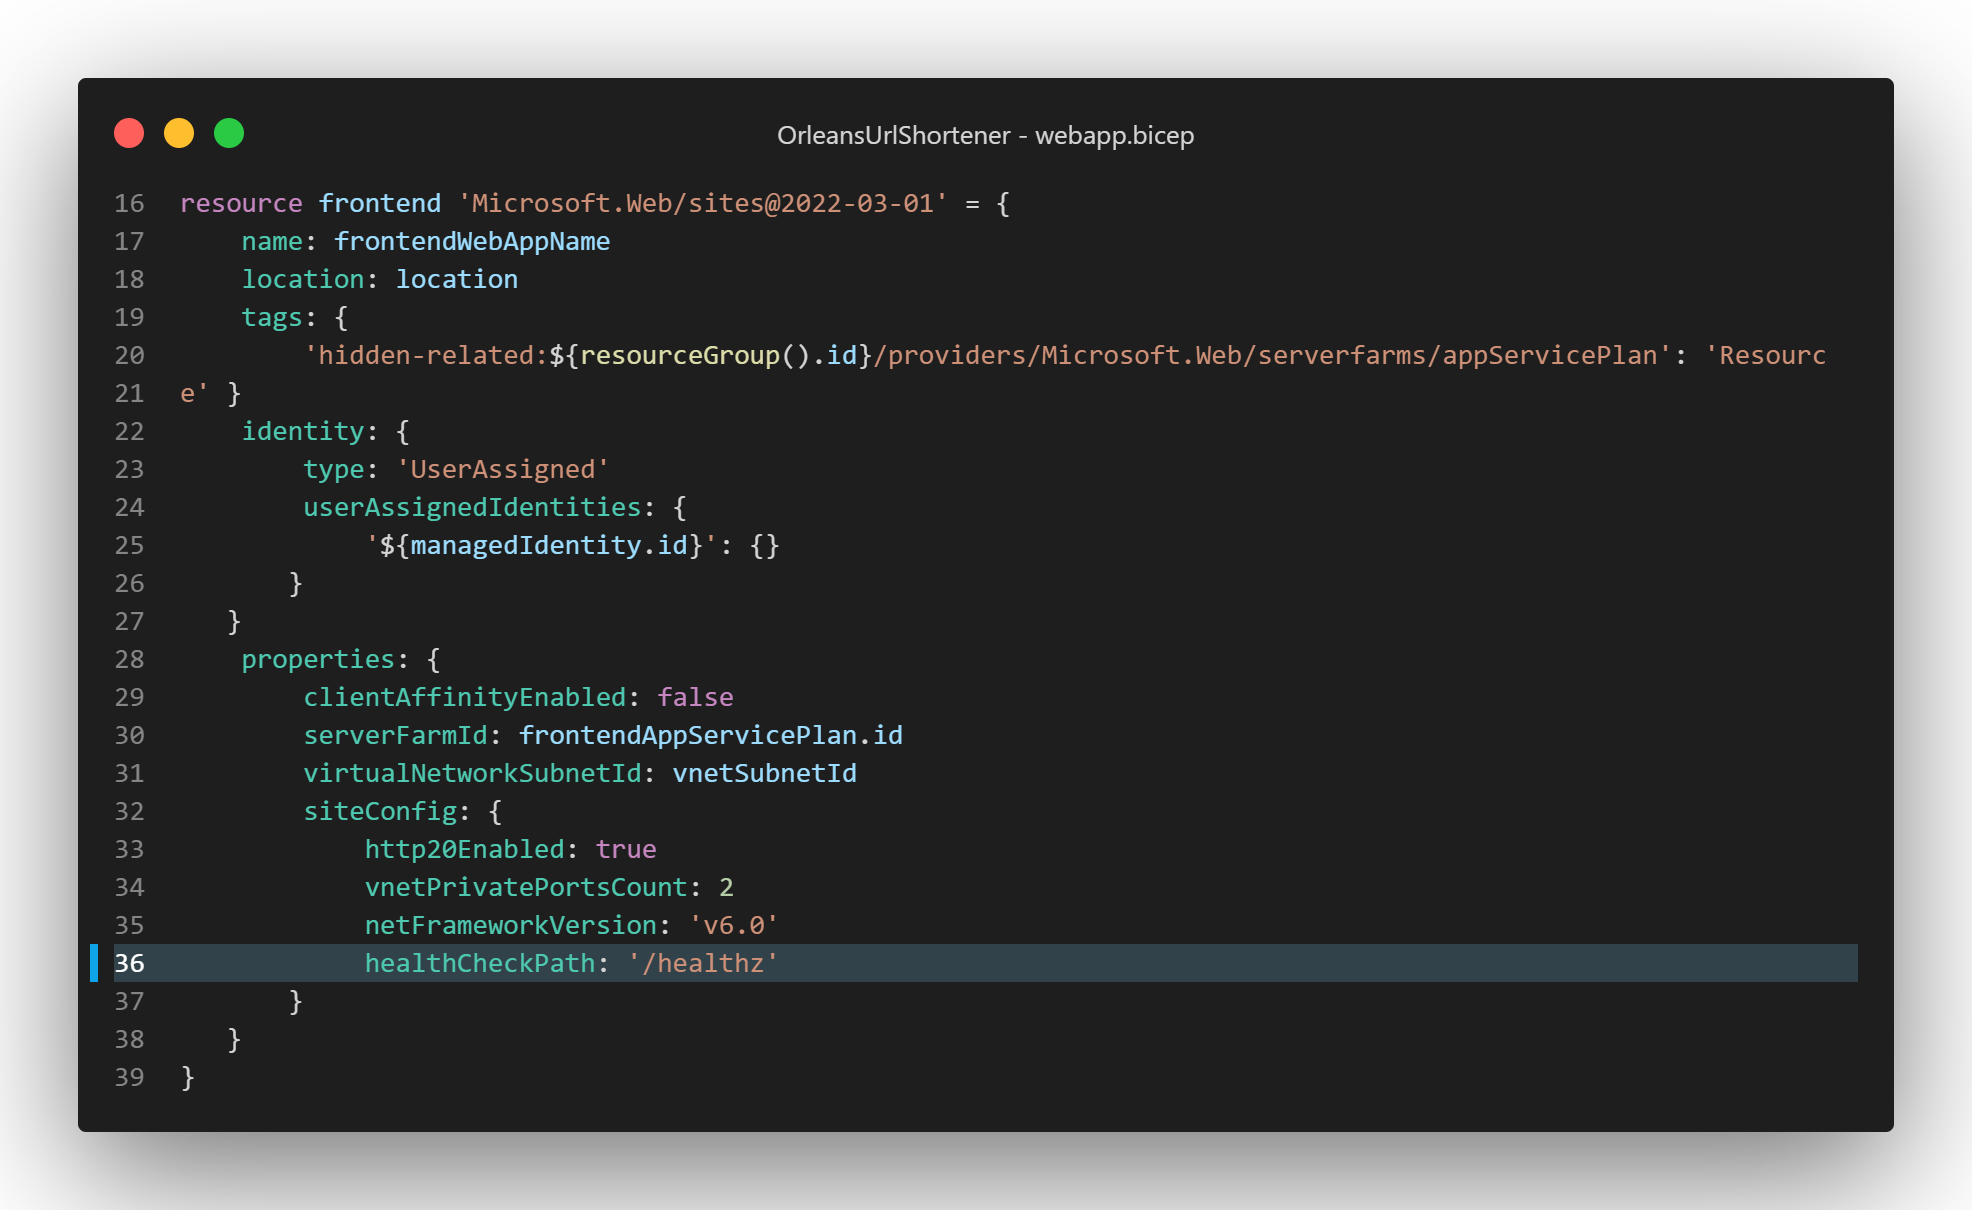 OrleansUrlShortener - webapp.bicep
16 resource frontend 'Microsoft.Web/sites@2022-03-01' = {
17     name: frontendWebAppName
18     location: location
19     tags: {
20         'hidden-related:${resourceGroup().id}/providers/Microsoft.Web/serverfarms/appServicePlan': 'Resourc
21 e' }
22     identity: {
23         type: 'UserAssigned'
24         userAssignedIdentities: {
25             '${managedIdentity.id}': {}
26        }
27    }
28     properties: {
29         clientAffinityEnabled: false
30         serverFarmId: frontendAppServicePlan.id
31         virtualNetworkSubnetId: vnetSubnetId
32         siteConfig: {
33             http20Enabled: true
34             vnetPrivatePortsCount: 2
35             netFrameworkVersion: 'v6.0'
36             healthCheckPath: '/healthz'
37        }
38    }
39 }